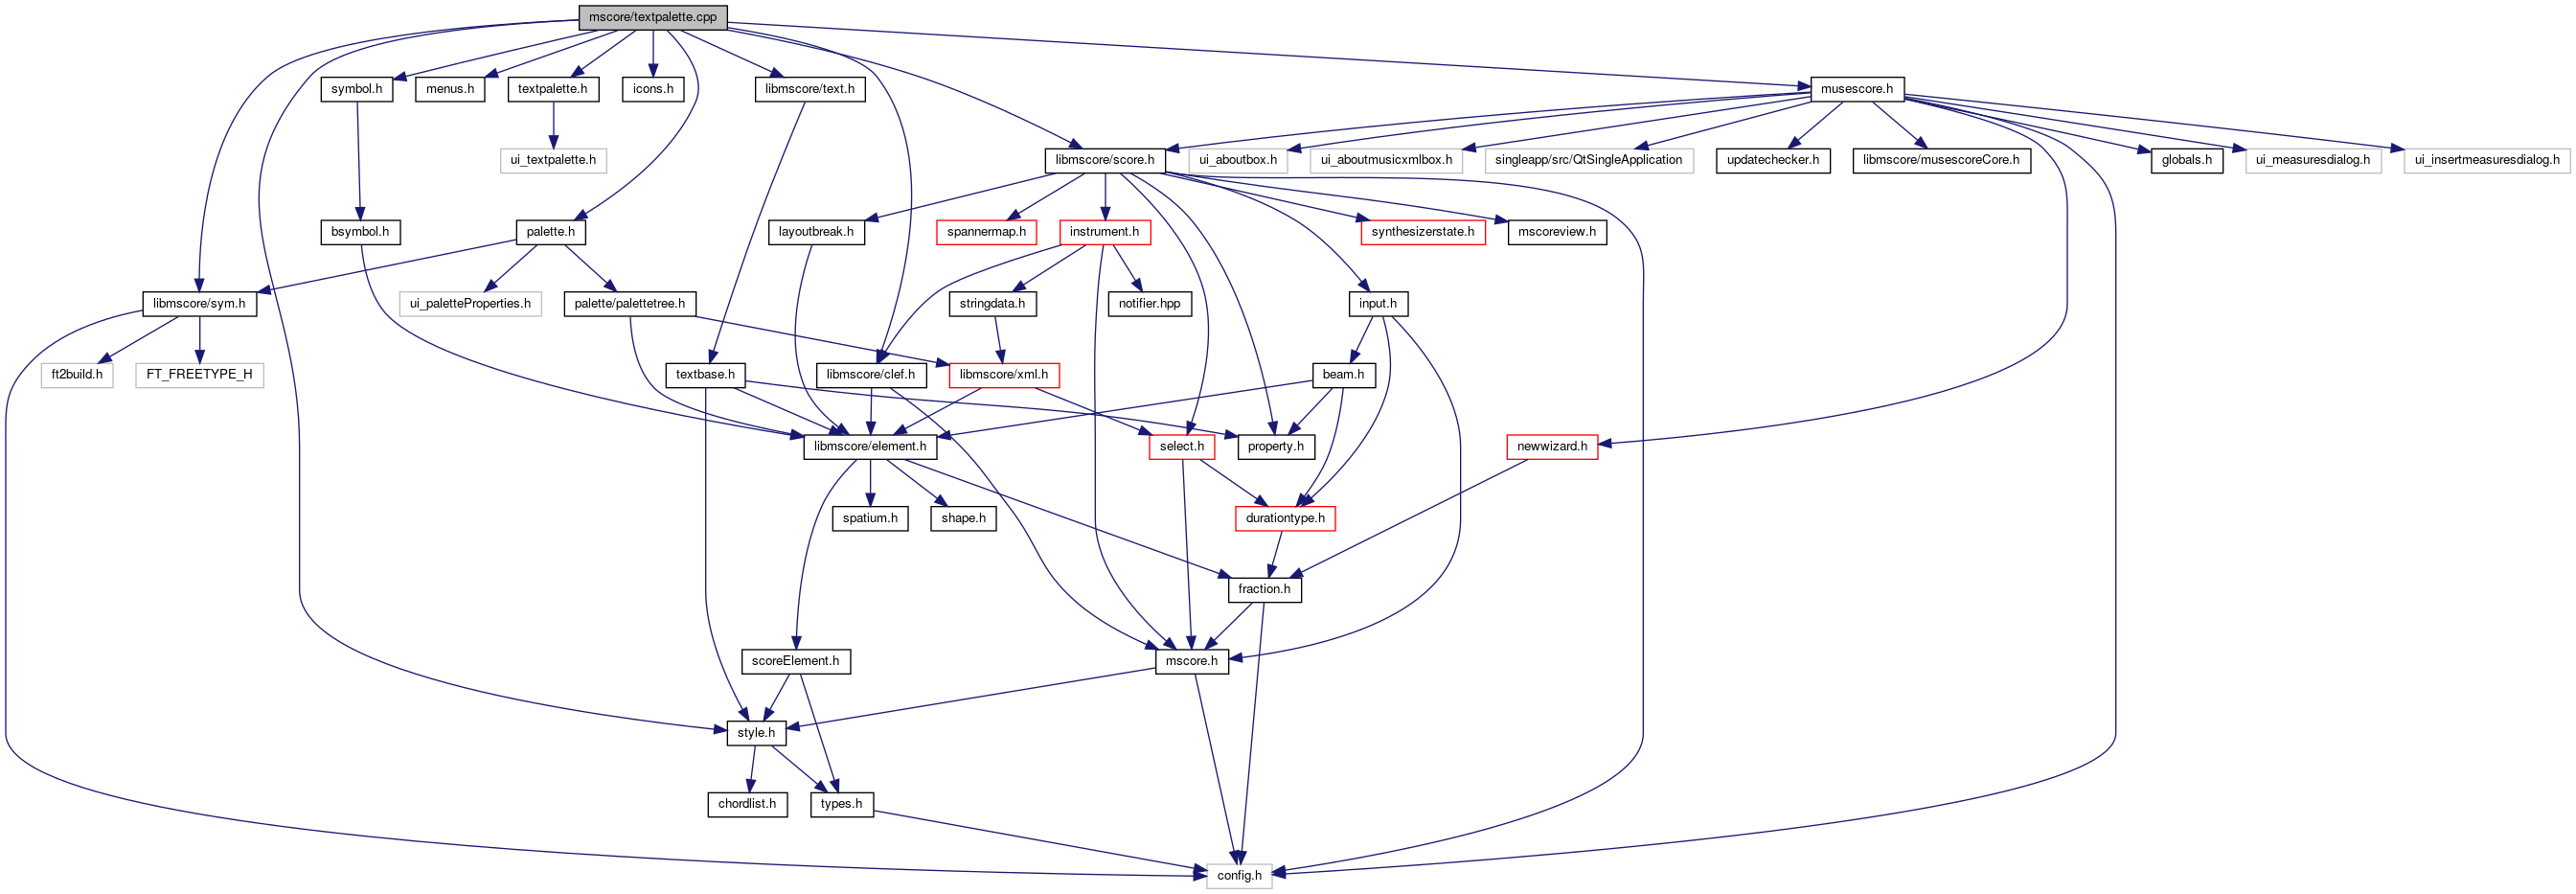 mscore/textpalette.cpp
symbol.h
menus.h
textpalette.h
icons.h
libmscore/text.h
musescore.h
ui_textpalette.h
libmscore/score.h
ui_aboutbox.h
ui_aboutmusicxmlbox.h
singleapp/src/QtSingleApplication
updatechecker.h
libmscore/musescoreCore.h
globals.h
ui_measuresdialog.h
ui_insertmeasuresdialog.h
bsymbol.h
palette.h
layoutbreak.h
spannermap.h
instrument.h
synthesizerstate.h
mscoreview.h
libmscore/sym.h
ui_paletteProperties.h
palette/palettetree.h
stringdata.h
notifier.hpp
input.h
ft2build.h
FT_FREETYPE_H
textbase.h
libmscore/clef.h
libmscore/xml.h
beam.h
libmscore/element.h
select.h
property.h
newwizard.h
spatium.h
shape.h
durationtype.h
fraction.h
scoreElement.h
mscore.h
style.h
chordlist.h
types.h
config.h